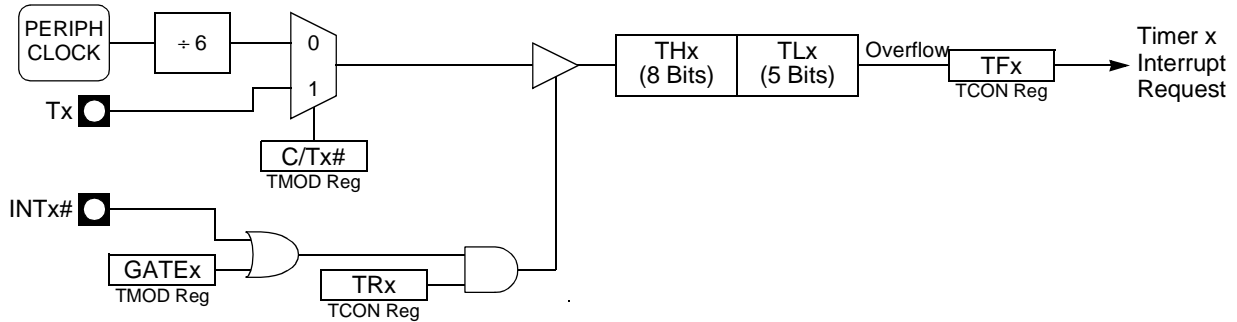 PERIPH
CLOCK
÷ 6
0
1
Tx
C/Tx#
TMOD Reg
THx
(8 Bits)
TLx
(5 Bits)
Overflow
TFx
TCON Reg
Timer x
Interrupt
Request
INTx#
GATEx
TMOD Reg
TRx
TCON Reg